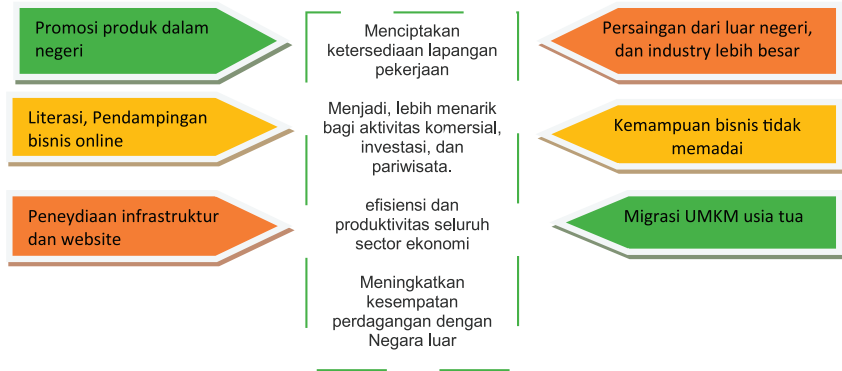 Promosi produk dalam
negeri
Literasi, Pendampingan
bisnis online
Peneydiaan infrastruktur
dan website
Menciptakan
ketersediaan lapangan
pekerjaan
Menjadi, lebih menarik
bagi aktivitas komersial,
investasi, dan
pariwisata.
efisiensi dan
produktivitas seluruh
sector ekonomi
Meningkatkan
kesempatan
perdagangan dengan
Negara luar
Persaingan dari luar negeri,
dan industry lebih besar
Kemampuan bisnis tidak
memadai
Migrasi UMKM usia tua